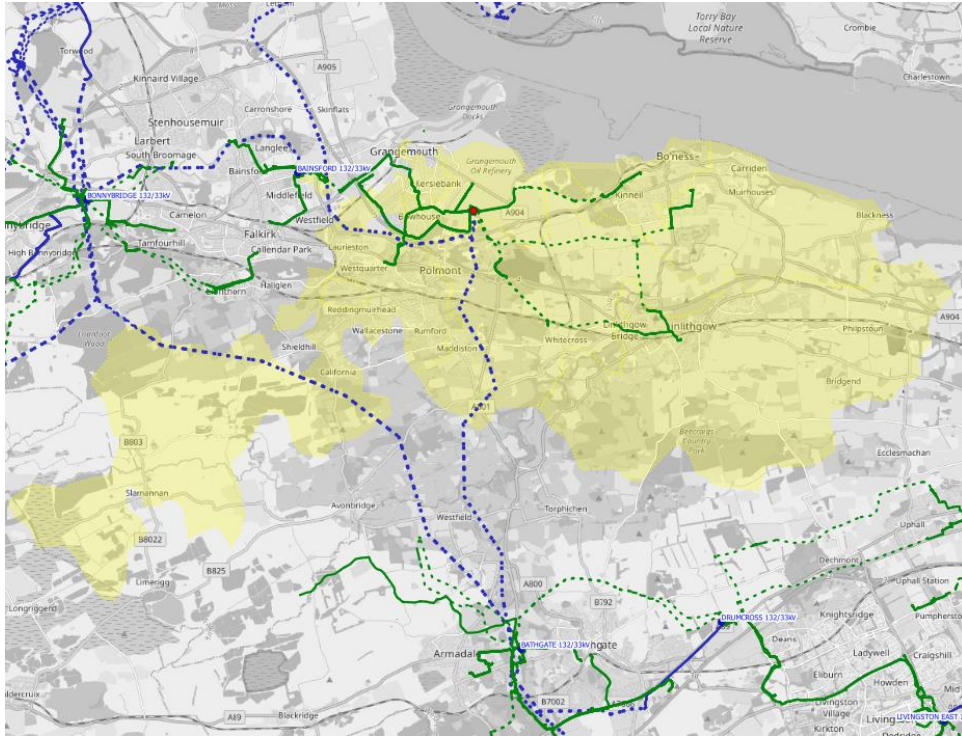 Torry Bay
Local Nature
Reserve
Crombie
Charlestown
Torwood
A905
Kinnaird Village
Carronshore
Skinflats
Grangemouth
Docks
Stenhousemuir
Larbert
South Broomage
Langlee
Grangemouth
Bainsford
BAINSFORD 132/33kV
Kersiebank
Grangemouth
Oil Refinery
Bo'ness
Carriden
Muirhouses
Kinneil
BONNYBRIDGE 132/33kV
Middlefield
Camelon
Westfield
A904
Blackness
Falkirk
Tamfourhill
Callendar Park
High Bonnybridge
Laurieston
Westquarter
Polmont
Hallglen
Reddingmuirhead
Wallacestone
Rumford
Linlithgow
Bridge
Linlithgow
A904
Philpstoun
Whitecross
Maddiston
Shieldhill
California
Bridgend
A801
B803
Beecraigs
Country
Park
Ecclesmachan
Slamannan
Avonbridge
Westfield
Torphichen
B8022
B825
Limerigg
Uphall
Dechmont
Uphall Station
A800
B792
Longriggend
Knightsridge
Pumpherston
DRUMCROSS 132/33kV
Deans
BATHGATE 132/33kV
Armadale
Ladywell
Craigshill
Eliburn
Howden
B7002
Livingston
Village
Kirkton
Blackridge
A89
LIVINGSTON EAST
Dedridge